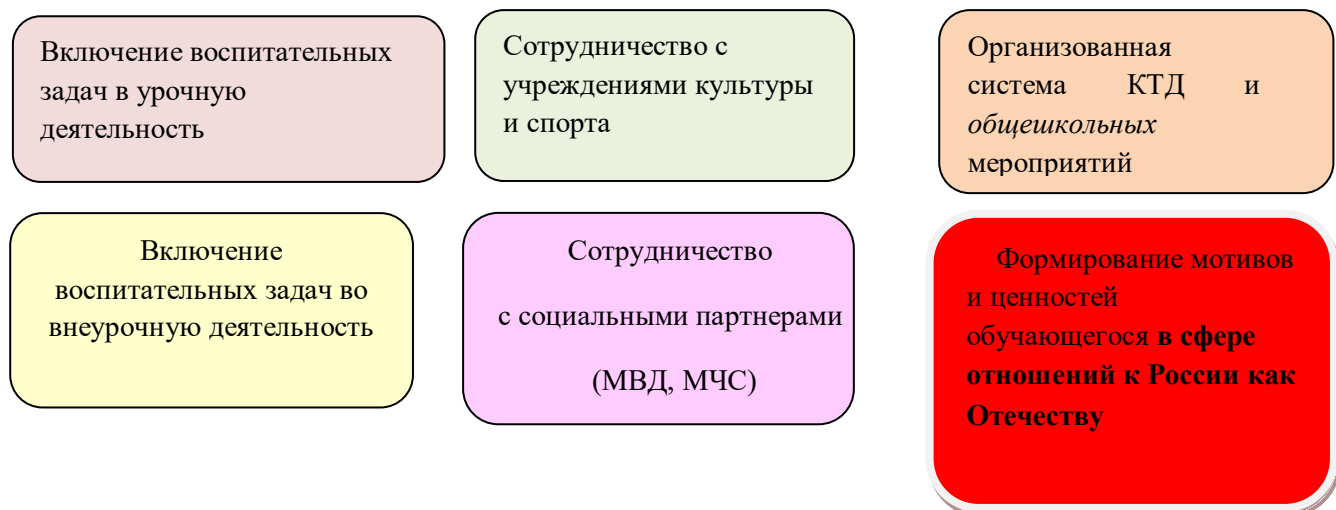 Включение воспитательных
задач в урочную
деятельность
Сотрудничество с
учреждениями культуры
и спорта
Организованная
система КТД и
общешкольных
мероприятий
Включение
воспитательных задач во
внеурочную деятельность
Сотрудничество
с социальными партнерами
(МВД, МЧС)
Формирование мотивов
и ценностей
обучающегося в сфере
отношений к России как
Отечеству